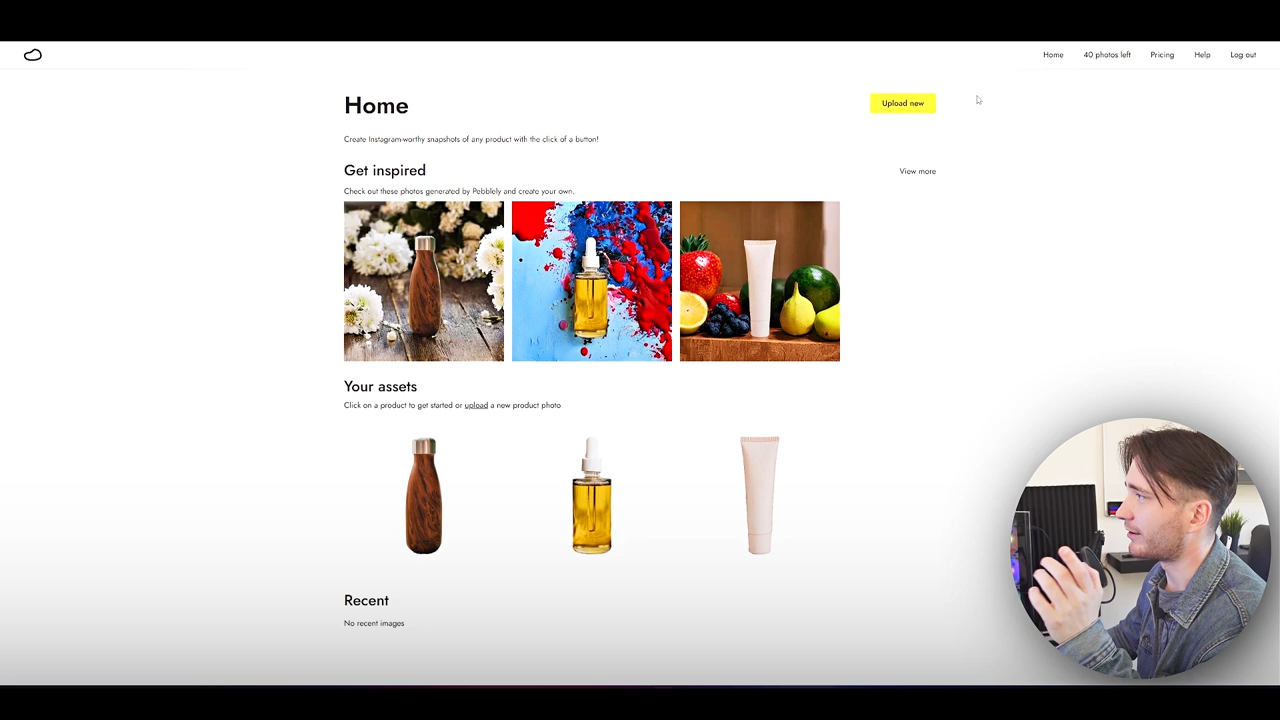 Home
40 photos left
Pricing
Help
Log out
Home
Upload new
Create Instagram-worthy snapshots of any product with the click of a button!
Get inspired
View more
Check out these photos generated by Pebblely and create your own.
Your assets
Click on a product to get started or upload a new product photo
Recent
No recent images